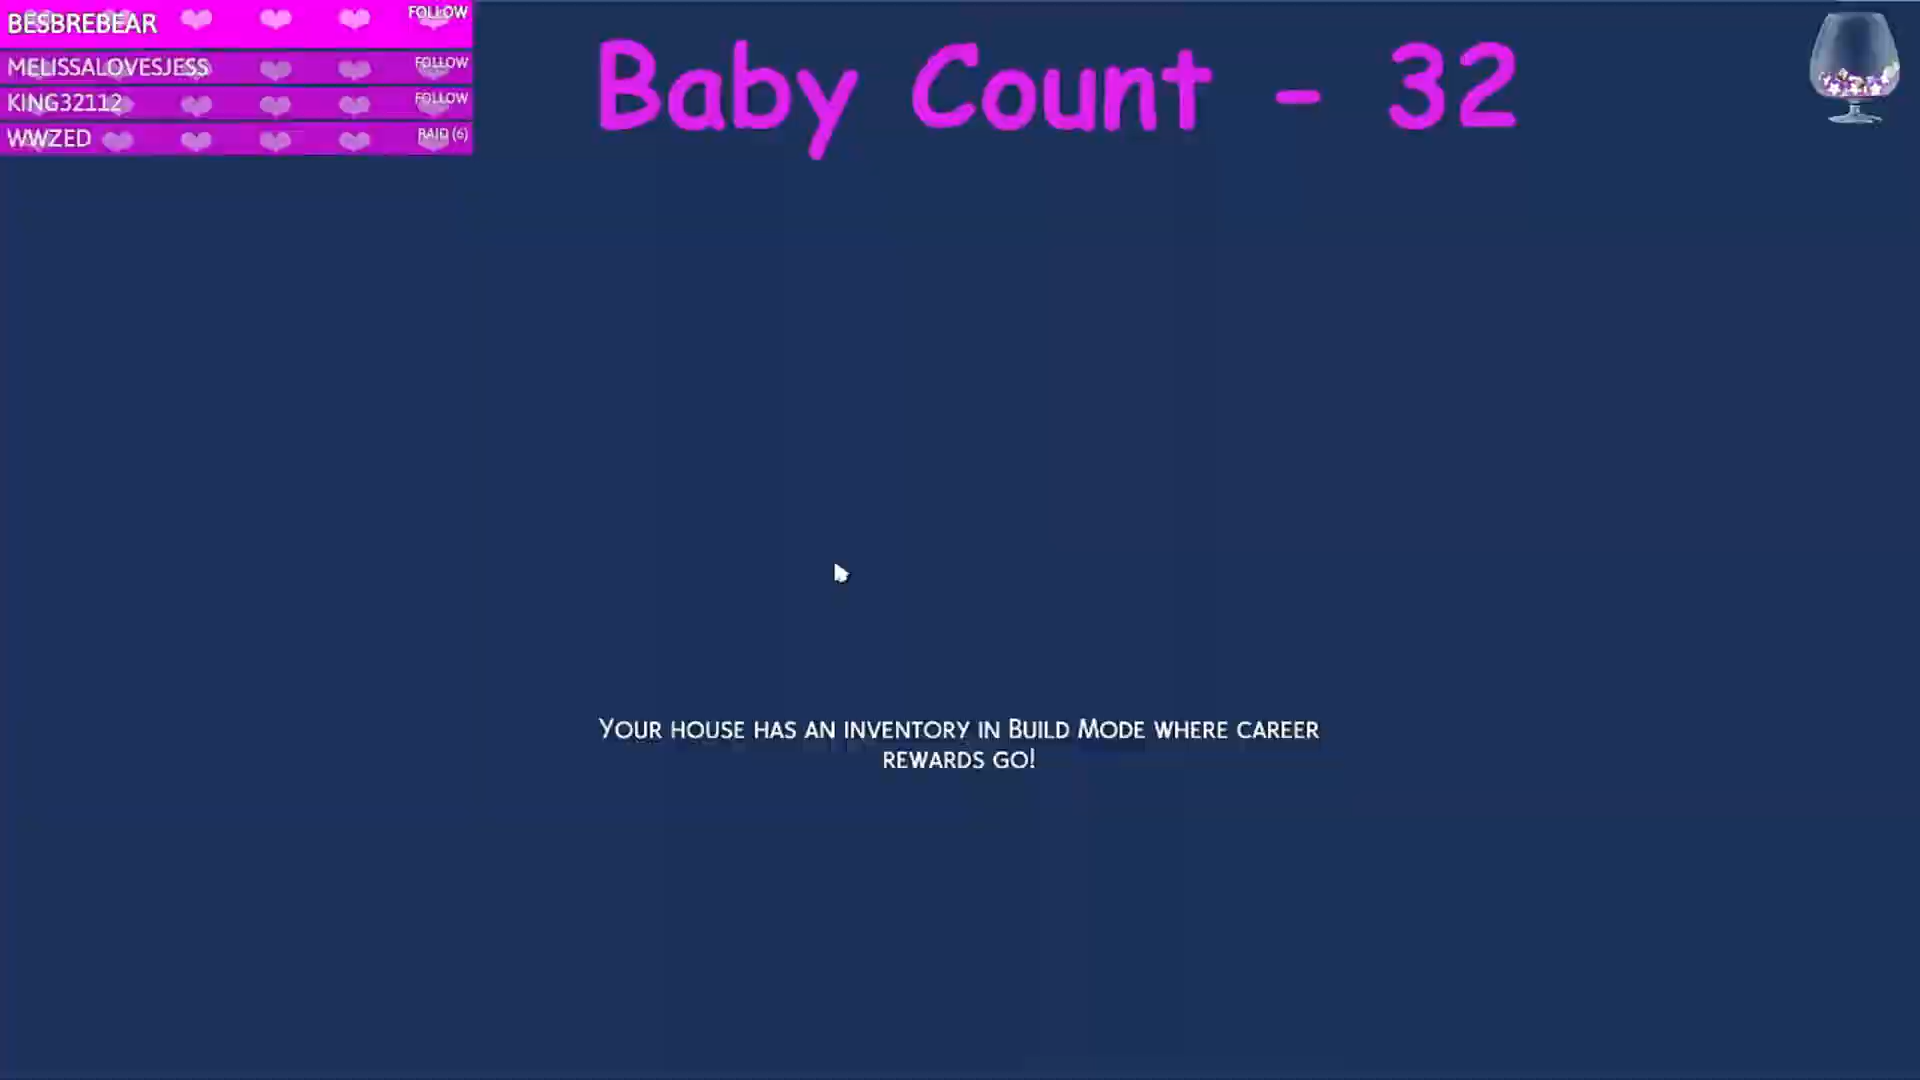 BESBREBEAR FOLLOW
MELISSALOVESJESS FOLLOW
KING32112 FOLLOW
WWZED RAID (6)
Baby Count - 32
YOUR HOUSE HAS AN INVENTORY IN BUILD MODE WHERE CAREER
REWARDS GO!